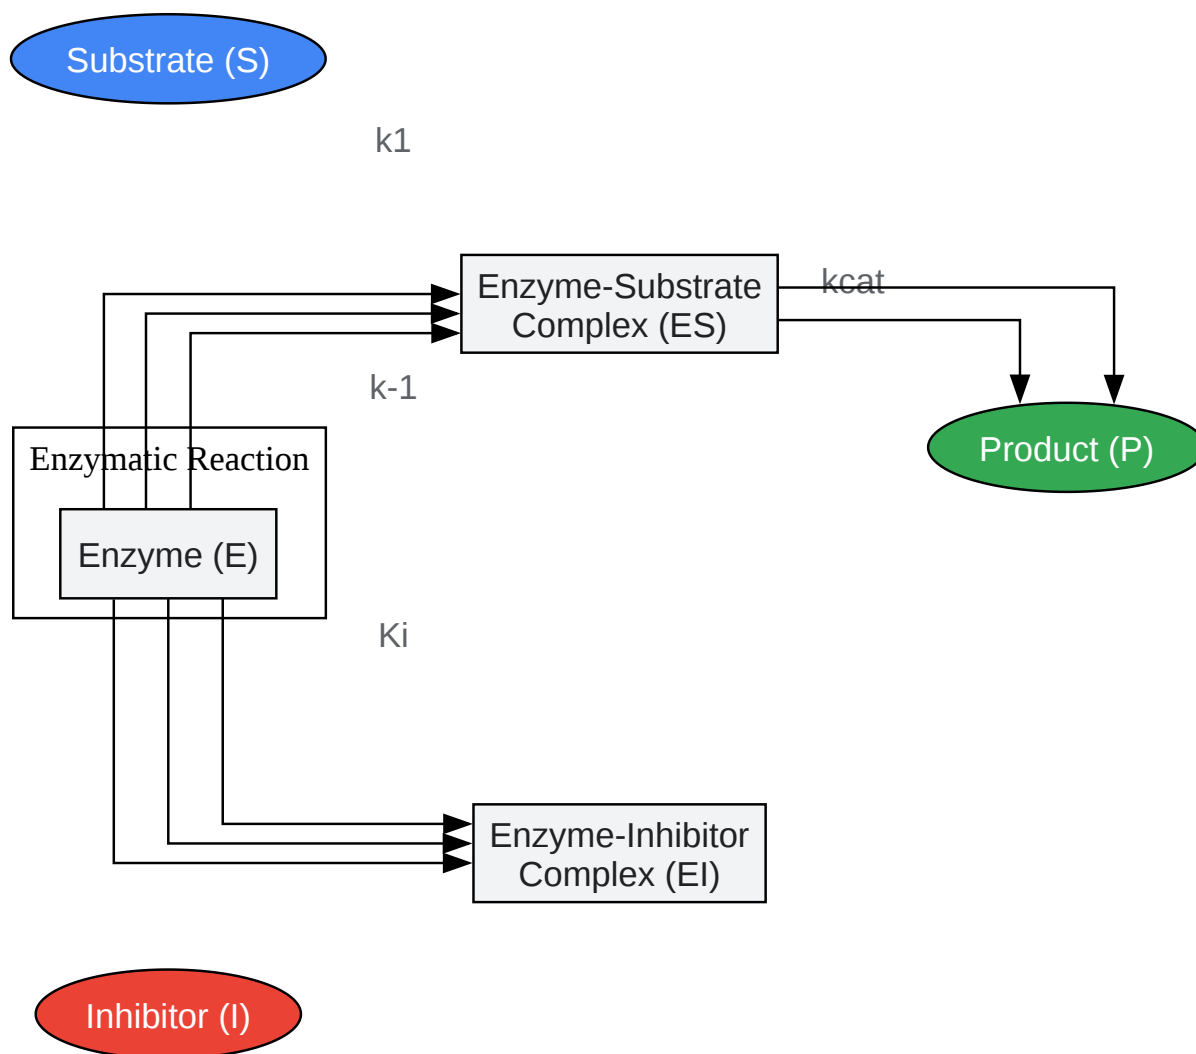 Substrate (S)
k1
Enzyme-Substrate
Complex (ES)
kcat
k-1
Product (P)
Enzymatic Reaction
Enzyme (E)
Ki
Enzyme-Inhibitor
Complex (EI)
Inhibitor (I)